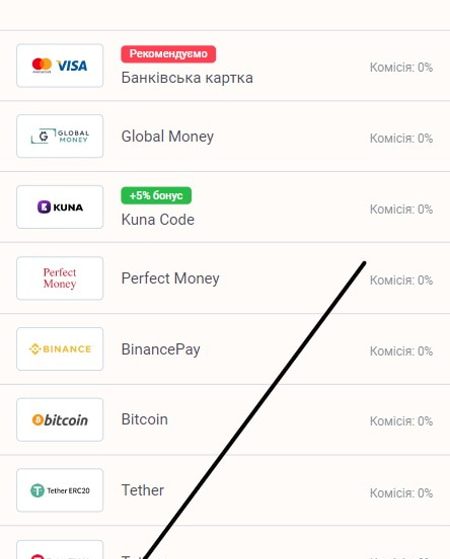 VISA
Рекомендуємо
Банківська картка
Комісія: 0%
GLOBAL
MONEY
Global Money
Комісія: 0%
KUNA
+5% бонус
Kuna Code
Комісія: 0%
Perfect
Money
Perfect Money
Комісія: 0%
BINANCE
BinancePay
Комісія: 0%
bitcoin
Bitcoin
Комісія: 0%
Tether ERC20
Tether
Комісія: 0%